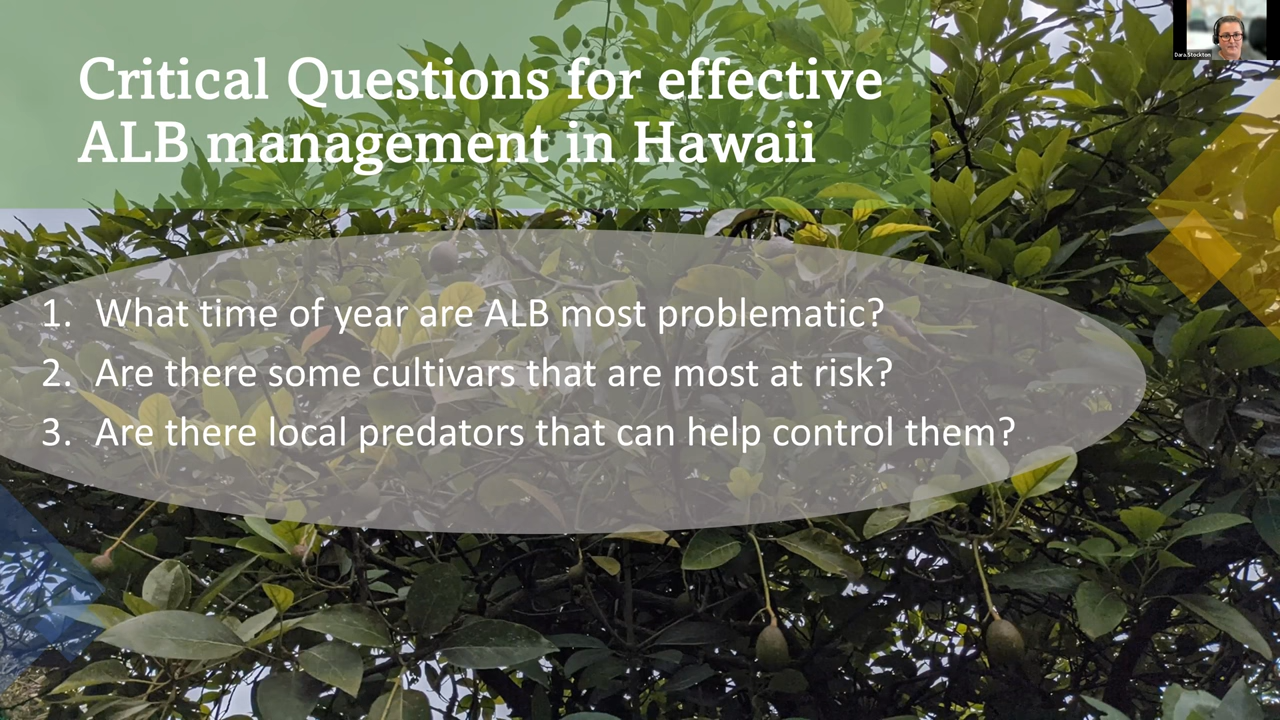 Critical Questions for effective
ALB management in Hawaii
1. What time of year are ALB most problematic?
2. Are there some cultivars that are most at risk?
3. Are there local predators that can help control them?
Dara.Stockton